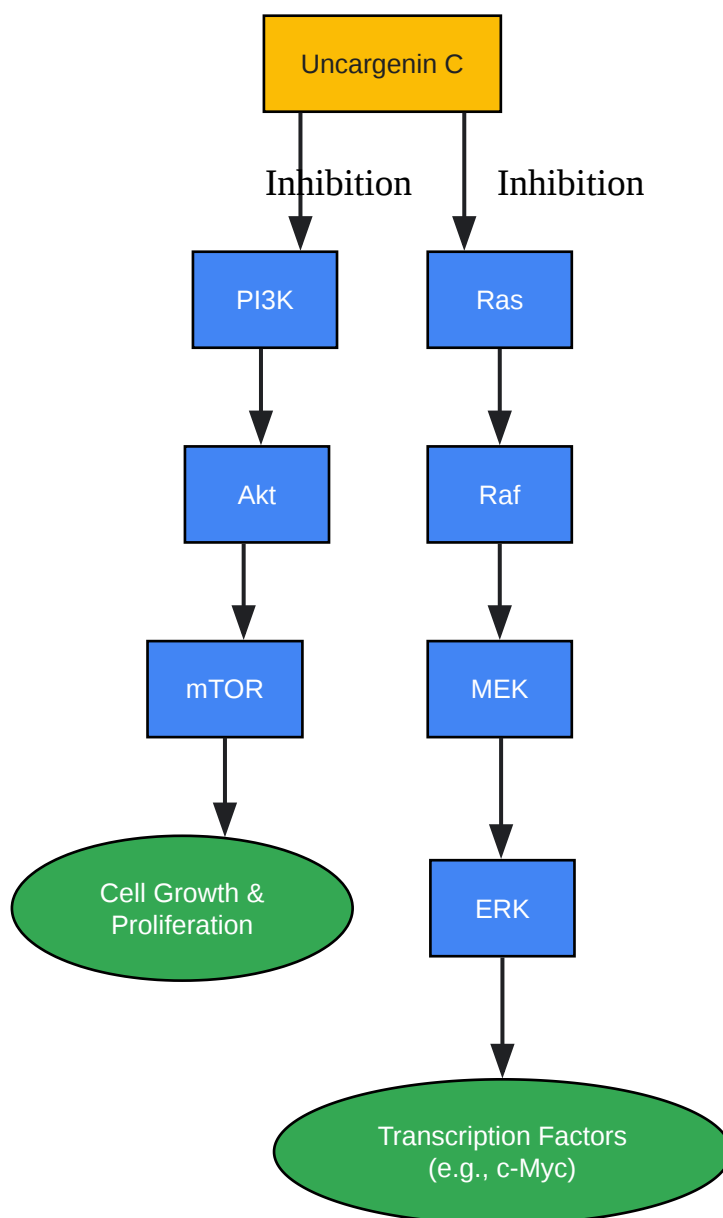 Uncargenin C
Inhibition
Inhibition
PI3K
Ras
Akt
Raf
mTOR
MEK
Cell Growth &
Proliferation
ERK
Transcription Factors
(e.g., c-Myc)